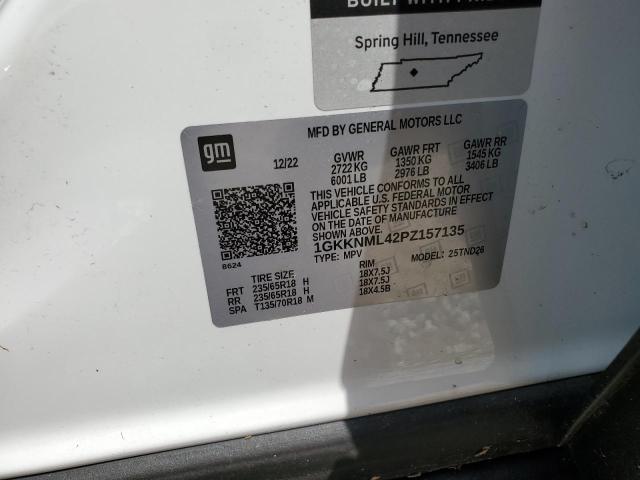 Spring Hill, Tennessee
MFD BY GENERAL MOTORS LLC
gm
12/22 GVWR GAWR FRT GAWR RR
2722 KG 1350 KG 1545 KG
6001 LB 2976 LB 3406 LB
THIS VEHICLE CONFORMS TO ALL
APPLICABLE U.S. FEDERAL MOTOR
VEHICLE SAFETY STANDARDS IN EFFECT
ON THE DATE OF MANUFACTURE
SHOWN ABOVE.
1GKKNML42PZ157135
TYPE: MPV MODEL: 25TND26
B624
TIRE SIZE RIM
FRT 235/65R18 H 18X7.5J
RR 235/65R18 H 18X7.5J
SPA T135/70R18 M 18X4.5B